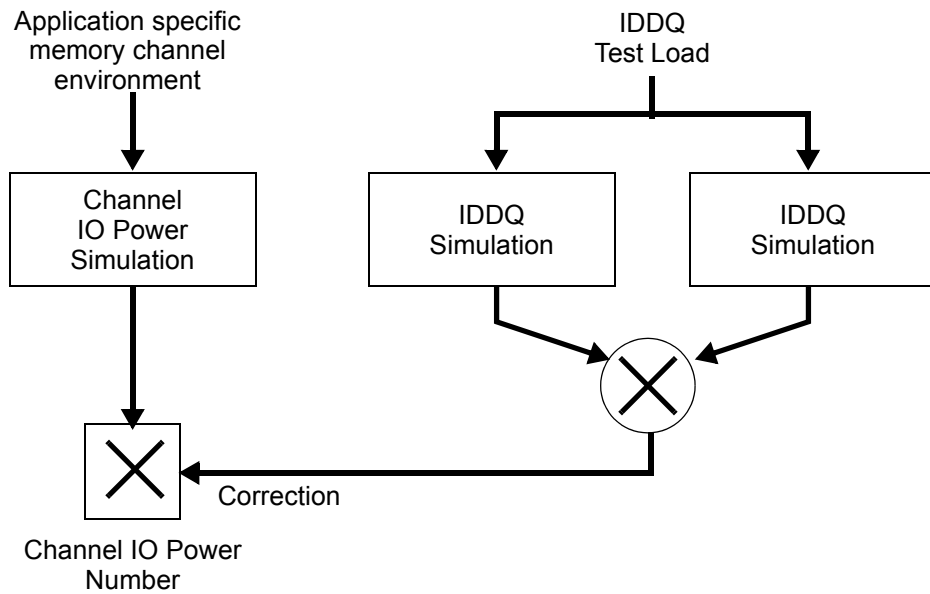 Application specific
memory channel
environment
IDDQ
Test Load
Channel
IO Power
Simulation
IDDQ
Simulation
IDDQ
Simulation
Correction
Channel IO Power
Number